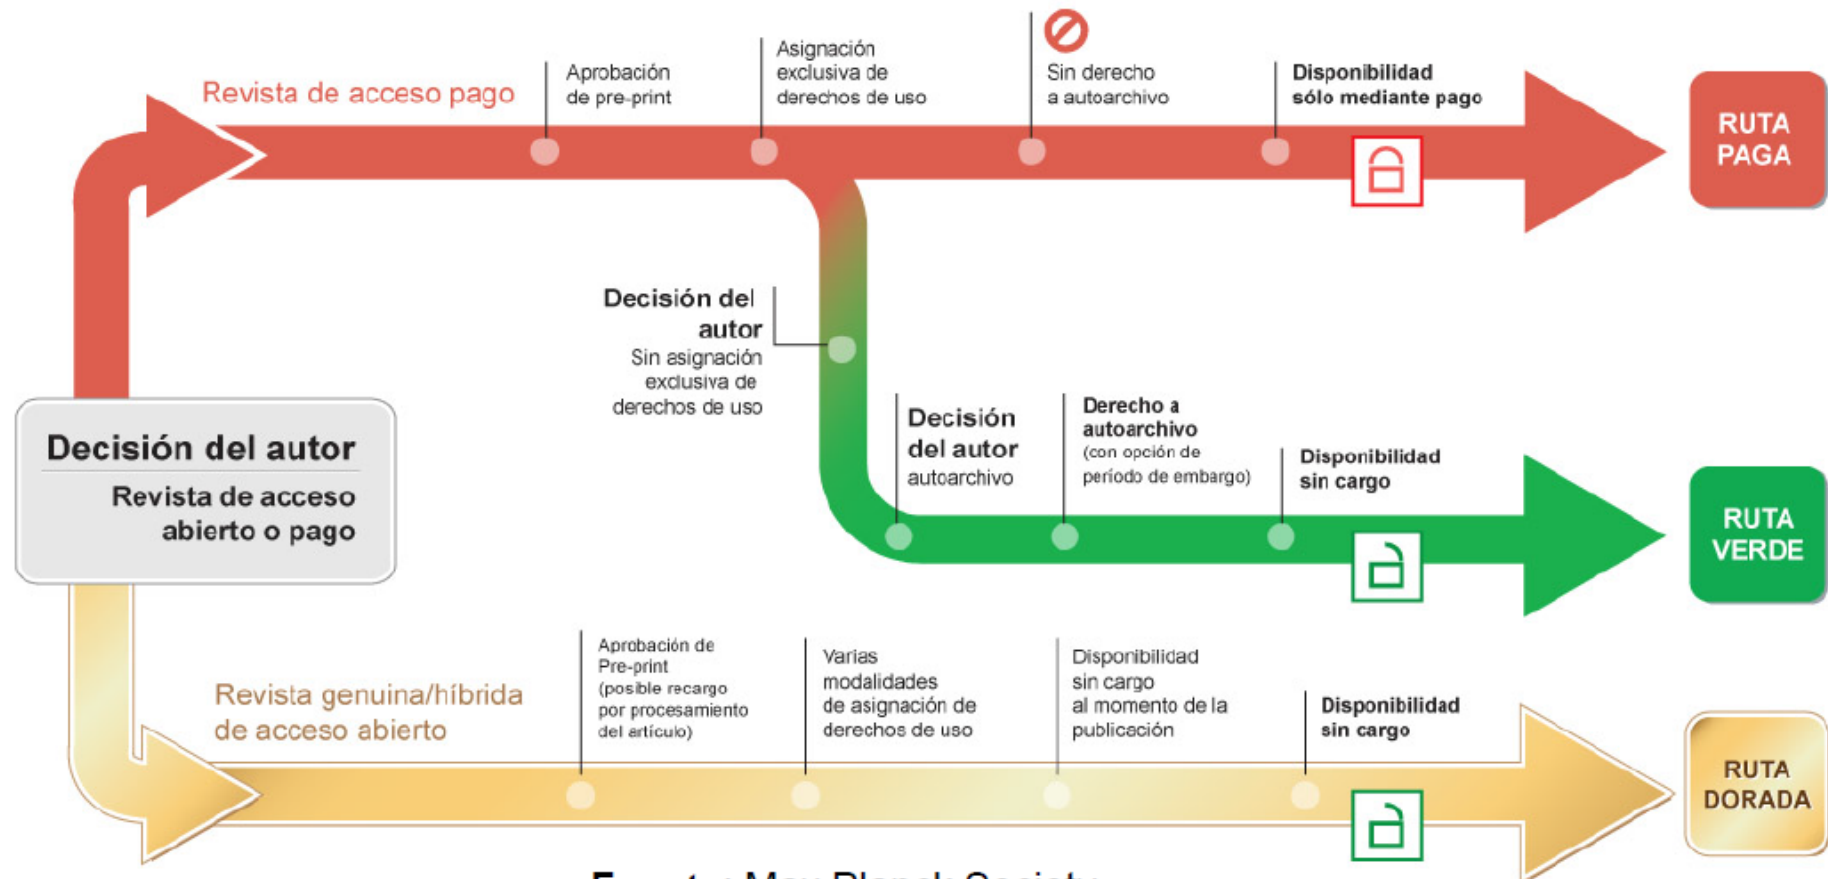 Revista de acceso pago
Aprobación
de pre-print
Asignación
exclusiva de
derechos de uso
Sin derecho
a autoarchivo
Disponibilidad
sólo mediante pago
RUTA
PAGA
Decisión del
autor
Sin asignación
exclusiva de
derechos de uso
Decisión
del autor
autoarchivo
Derecho a
autoarchivo
(con opción de
período de embargo)
Disponibilidad
sin cargo
RUTA
VERDE
Decisión del autor
Revista de acceso
abierto o pago
Revista genuina/híbrida
de acceso abierto
Aprobación de
Pre-print
(posible recargo
por procesamiento
del artículo)
Varias
modalidades
de asignación de
derechos de uso
Disponibilidad
sin cargo
al momento de la
publicación
Disponibilidad
sin cargo
RUTA
DORADA
Max Planck Society